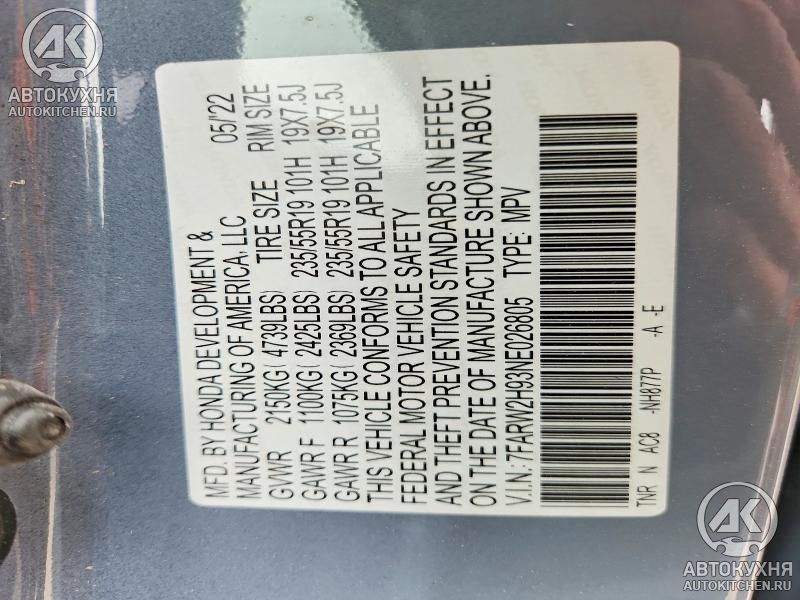 AK
АВТОКУХНЯ
AUTOKITCHEN.RU
MFD. BY HONDA DEVELOPMENT & 05/'22
MANUFACTURING OF AMERICA, LLC
GVWR 2150KG( 4739LBS) TIRE SIZE RIM SIZE
GAWR F 1100KG( 2425LBS) 235/55R19 101H 19X7.5J
GAWR R 1075KG( 2369LBS) 235/55R19 101H 19X7.5J
THIS VEHICLE CONFORMS TO ALL APPLICABLE
FEDERAL MOTOR VEHICLE SAFETY
AND THEFT PREVENTION STANDARDS IN EFFECT
ON THE DATE OF MANUFACTURE SHOWN ABOVE.
V.I.N.: 7FARW2H93NE026805 TYPE: MPV
TNR N AC8 -NH877P -A -E
AK
АВТОКУХНЯ
AUTOKITCHEN.RU